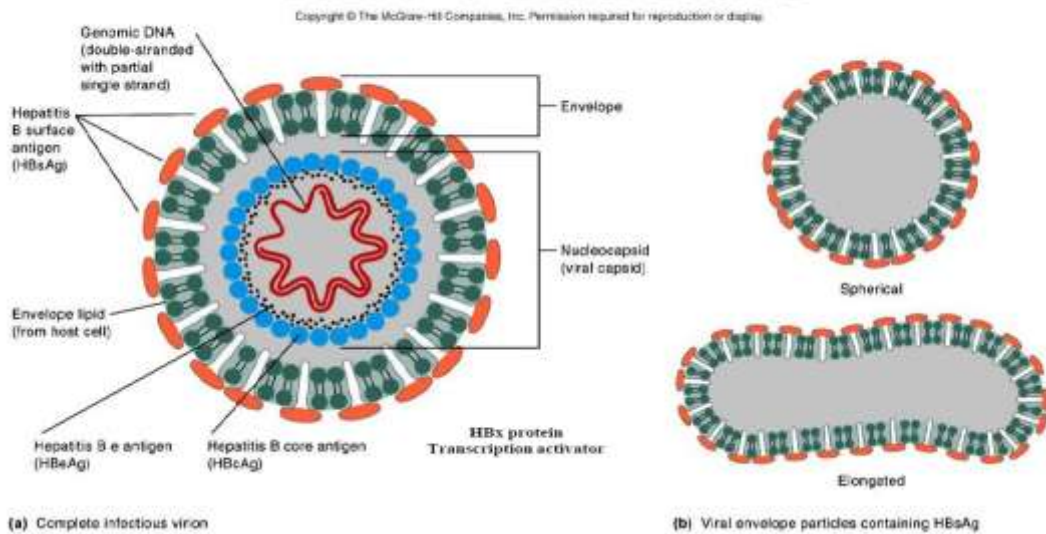 Copyright © The McGraw-Hill Companies, Inc. Permission required for reproduction or display.
Genomic DNA
(double-stranded
with partial
single strand)
Hepatitis
B surface
antigen
(HBsAg)
Envelope
Nucleocapsid
(viral capsid)
Envelope lipid
(from host cell)
Hepatitis B e antigen
(HBeAg)
Hepatitis B core antigen
(HBcAg)
HBx protein
Transcription activator
(a) Complete infectious virion
Spherical
Elongated
(b) Viral envelope particles containing HBsAg